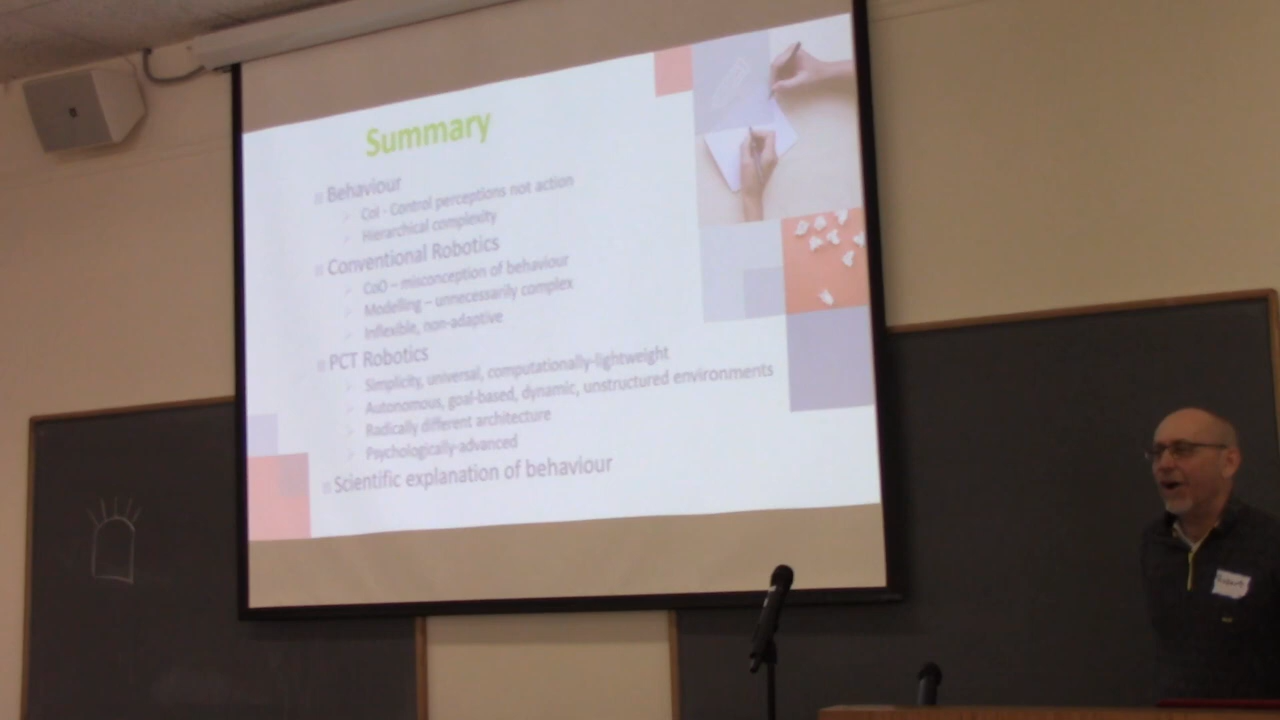 Summary
Behaviour
CoI - Control perceptions not action
Hierarchical complexity
Conventional Robotics
CoO – misconception of behaviour
Modelling – unnecessarily complex
Inflexible, non-adaptive
PCT Robotics
Simplicity, universal, computationally-lightweight
Autonomous, goal-based, dynamic, unstructured environments
Radically different architecture
Psychologically-advanced
Scientific explanation of behaviour